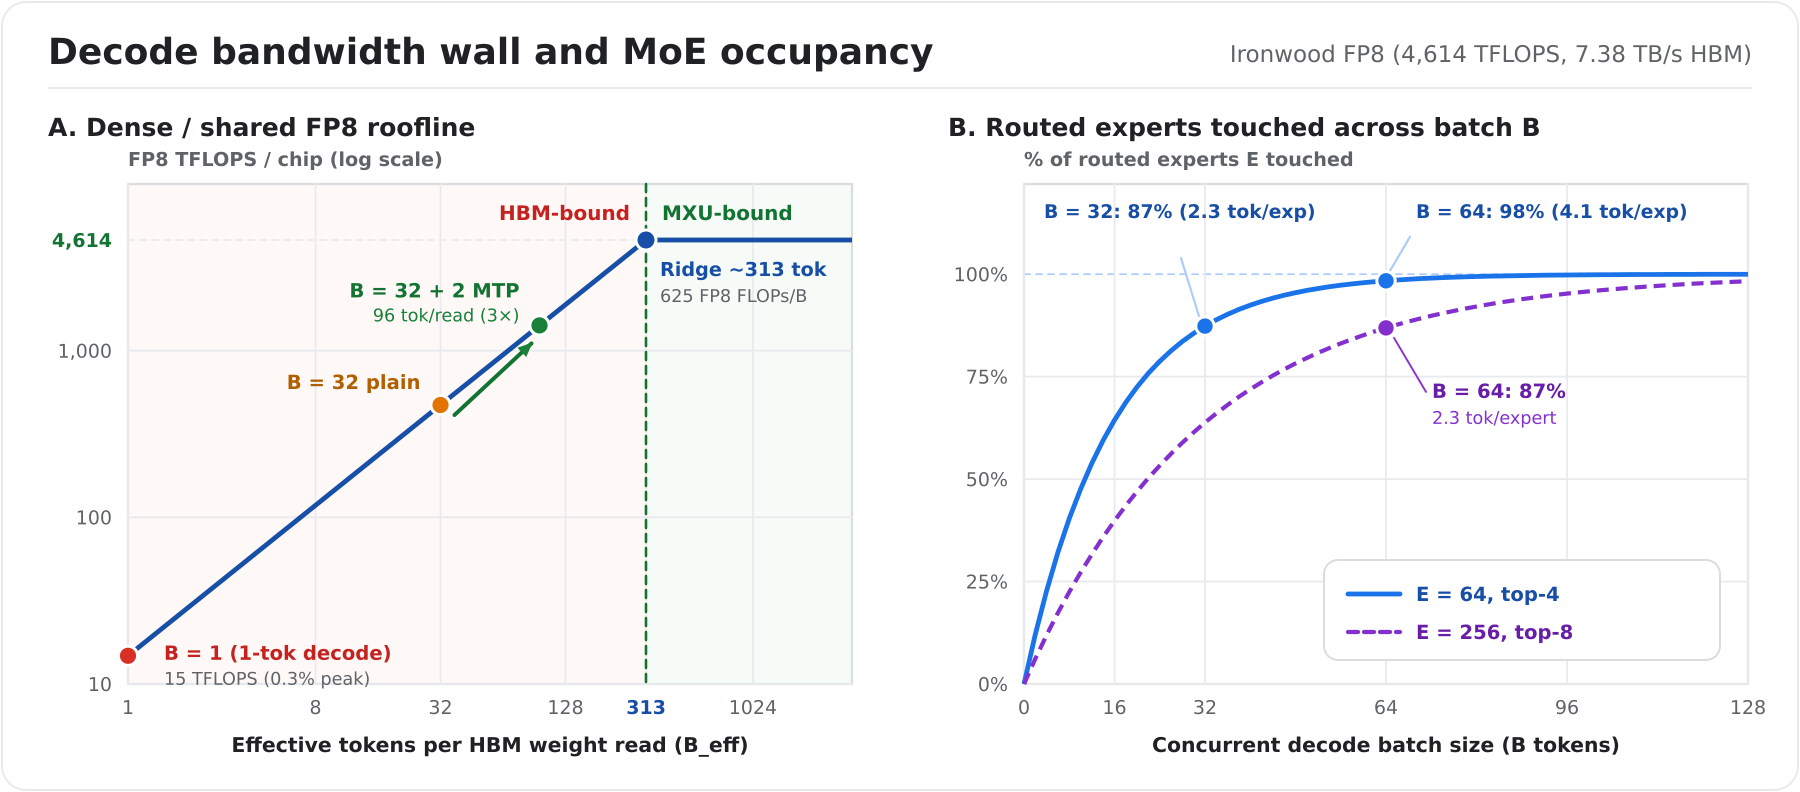 Decode bandwidth wall and MoE occupancy
Ironwood FP8 (4,614 TFLOPS, 7.38 TB/s HBM)
A. Dense / shared FP8 roofline
FP8 TFLOPS / chip (log scale)
HBM-bound
MXU-bound
4,614
Ridge ~313 tok
625 FP8 FLOPs/B
B = 32 + 2 MTP
96 tok/read (3×)
1,000
B = 32 plain
100
B = 1 (1-tok decode)
15 TFLOPS (0.3% peak)
10
1
8
32
128
313
1024
Effective tokens per HBM weight read (B_eff)
B. Routed experts touched across batch B
% of routed experts E touched
B = 32: 87% (2.3 tok/exp)
B = 64: 98% (4.1 tok/exp)
100%
75%
B = 64: 87%
2.3 tok/expert
50%
25%
E = 64, top-4
E = 256, top-8
0%
0
16
32
64
96
128
Concurrent decode batch size (B tokens)